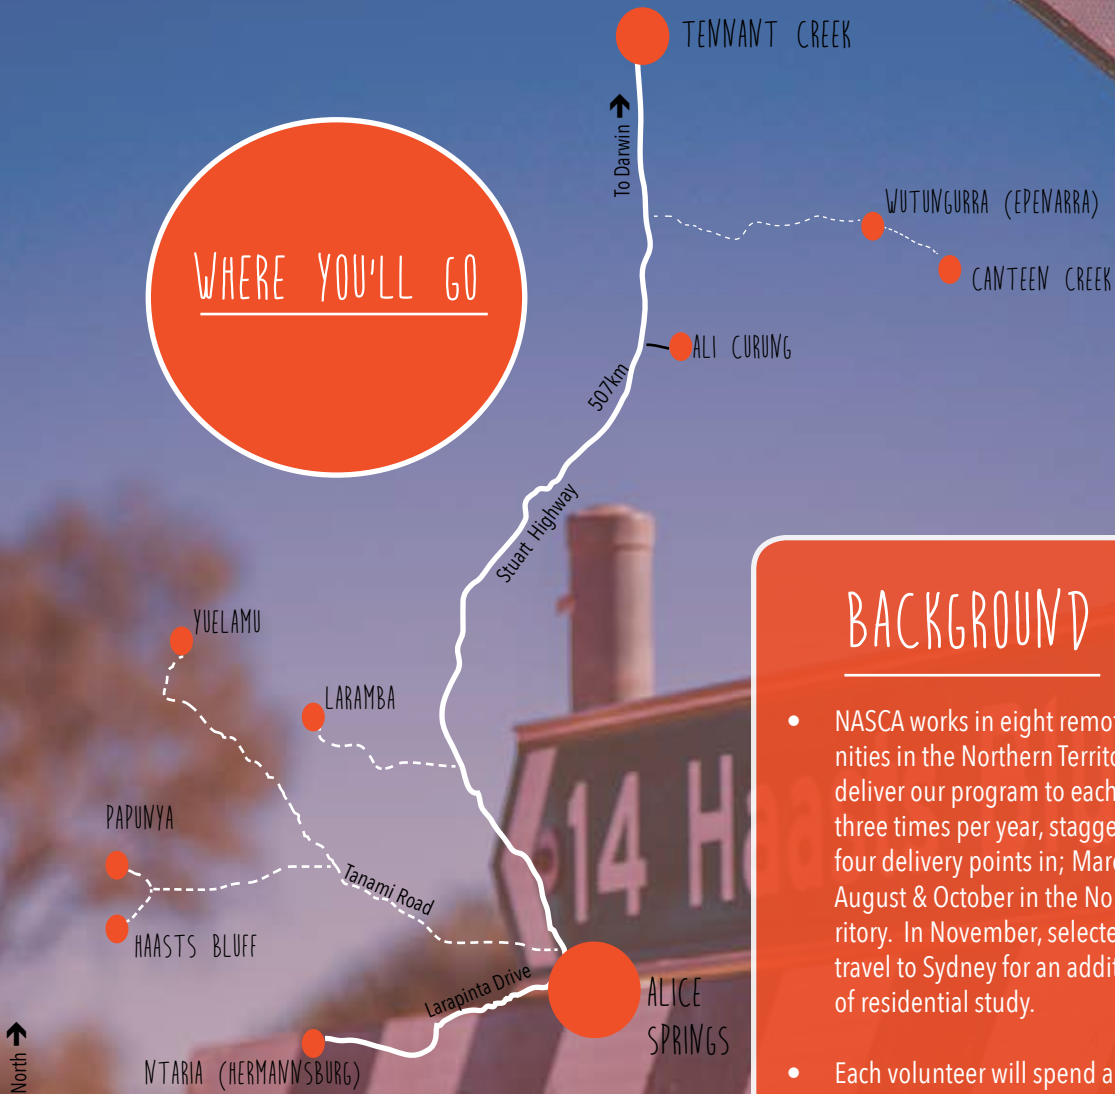 TENNANT CREEK
To Darwin
WUTUNGURRA (EPENARRA)
WHERE YOU'LL GO
CANTEEN CREEK
ALI CURUNG
507km
Stuart Highway
YUELAMU
LARAMBA
PAPUNYA
Tanami Road
HAASTS BLUFF
Larapinta Drive
ALICE
SPRINGS
NTARIA (HERMANNSBURG)
North
14 Haa
BACKGROUND
• NASCA works in eight remot
nities in the Northern Territo
deliver our program to each
three times per year, stagge
four delivery points in; Marc
August & October in the No
ritory. In November, selecte
travel to Sydney for an addit
of residential study.
• Each volunteer will spend a